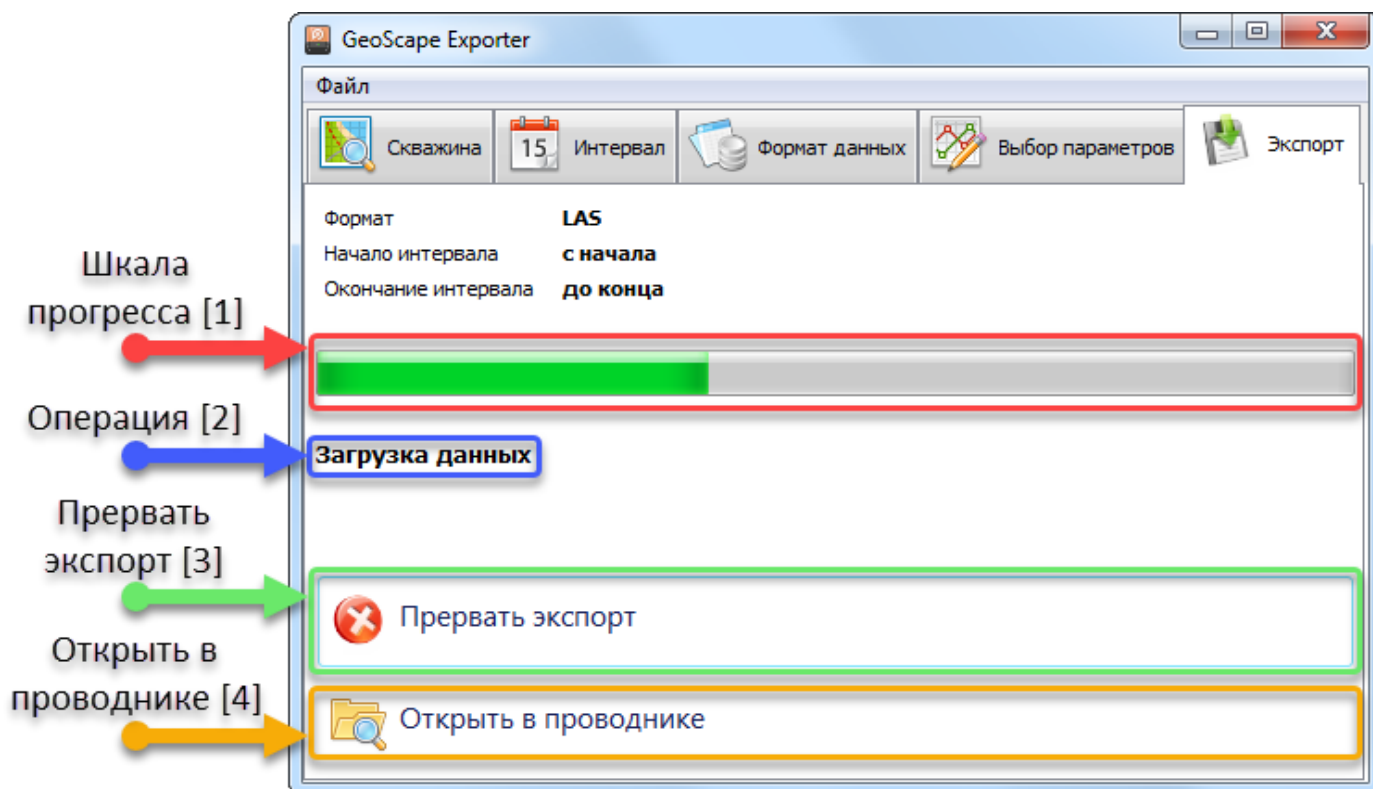 GeoScape Exporter
Файл
Скважина
15
Интервал
Формат данных
Выбор параметров
Экспорт
Формат LAS
Начало интервала с начала
Окончание интервала до конца
Шкала
прогресса [1]
Операция [2]
Загрузка данных
Прервать
экспорт [3]
Прервать экспорт
Открыть в
проводнике [4]
Открыть в проводнике